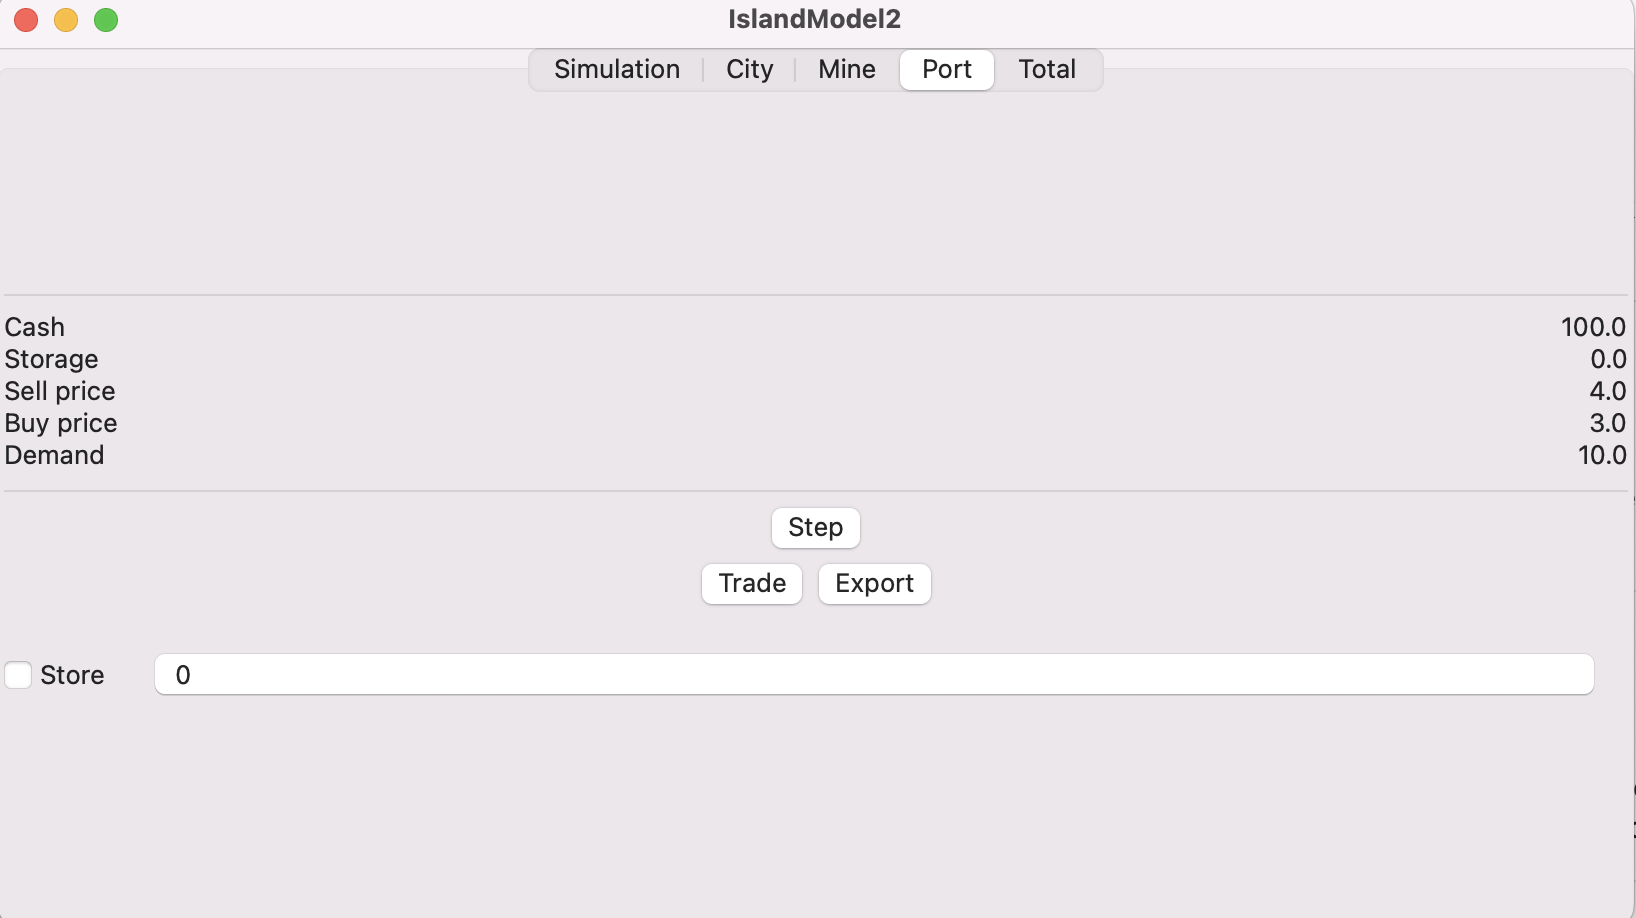 IslandModel2
Simulation City Mine Port Total
Cash 100.0
Storage 0.0
Sell price 4.0
Buy price 3.0
Demand 10.0
Step
Trade Export
Store 0